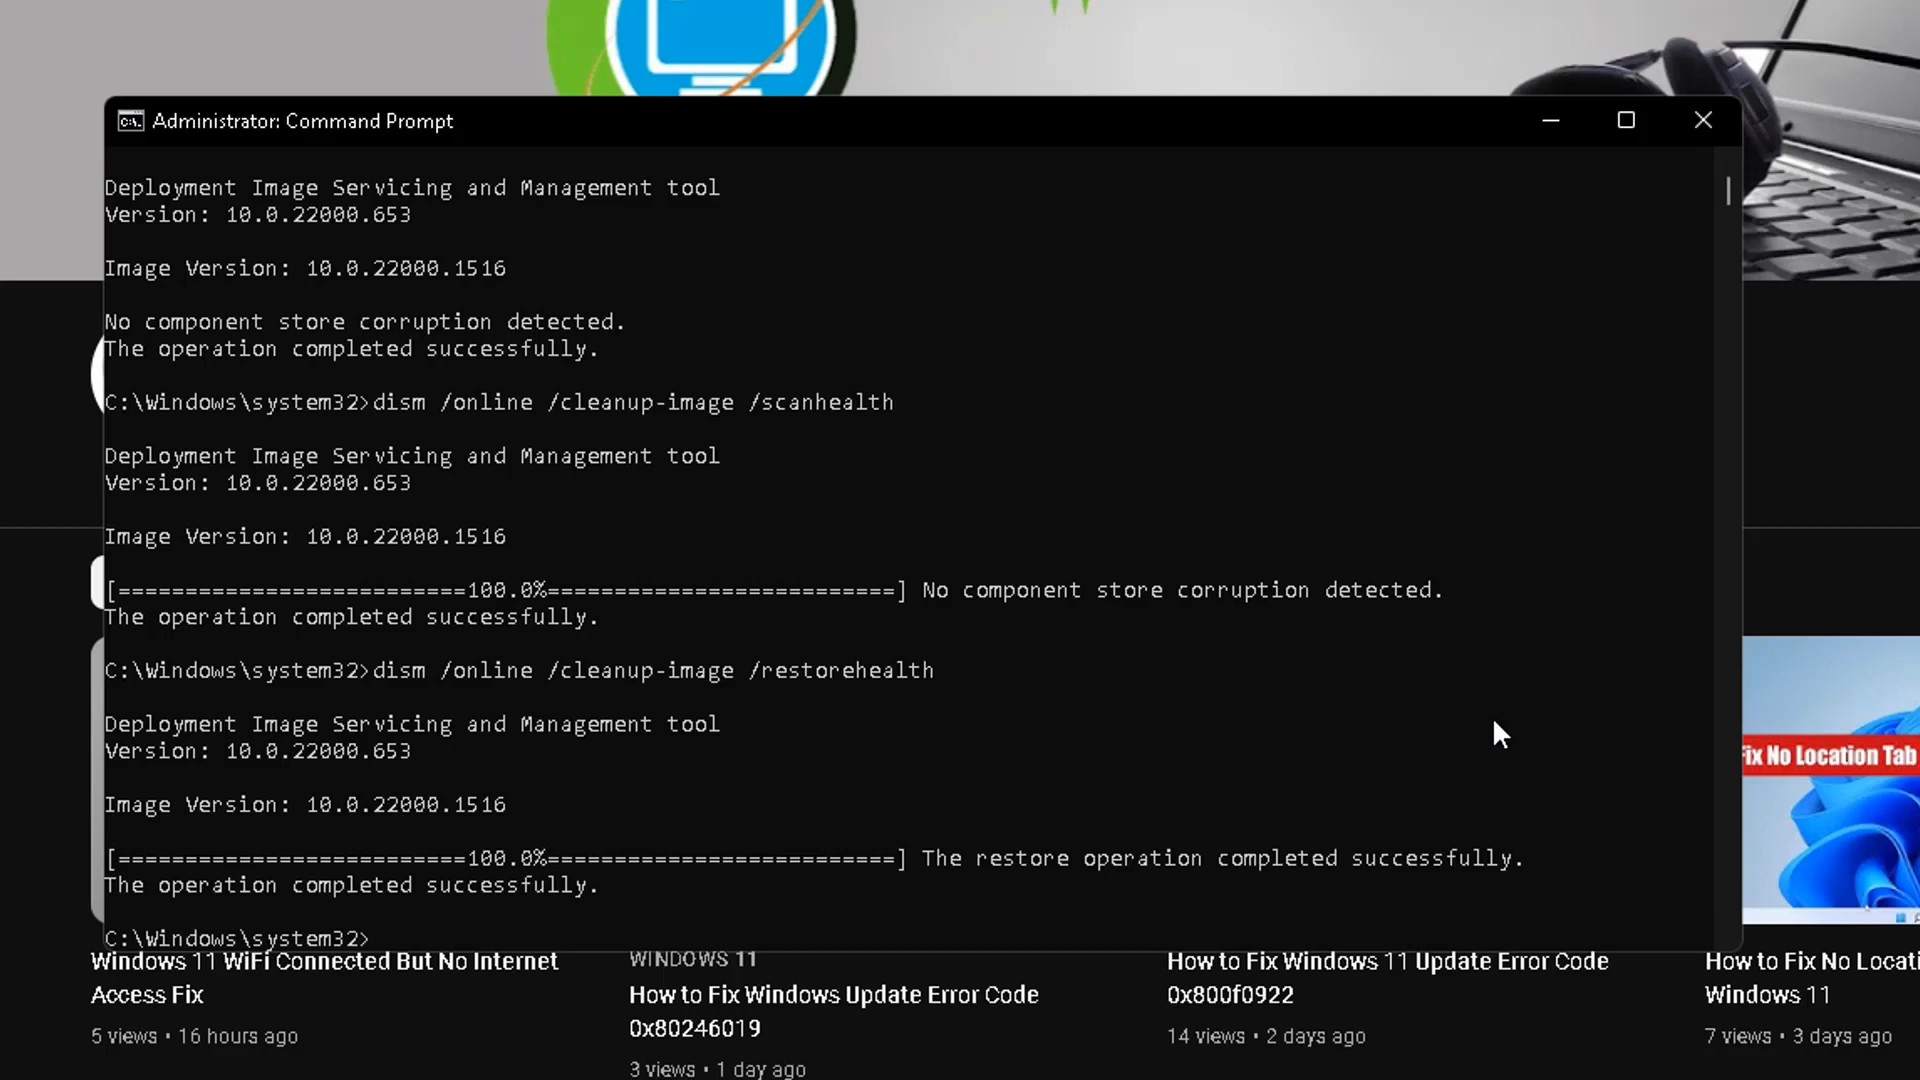 Administrator: Command Prompt
Deployment Image Servicing and Management tool
Version: 10.0.22000.653
Image Version: 10.0.22000.1516
No component store corruption detected.
The operation completed successfully.
C:\Windows\system32>dism /online /cleanup-image /scanhealth
Deployment Image Servicing and Management tool
Version: 10.0.22000.653
Image Version: 10.0.22000.1516
[==========================100.0%==========================] No component store corruption detected.
The operation completed successfully.
C:\Windows\system32>dism /online /cleanup-image /restorehealth
Deployment Image Servicing and Management tool
Version: 10.0.22000.653
Image Version: 10.0.22000.1516
[==========================100.0%==========================] The restore operation completed successfully.
The operation completed successfully.
C:\Windows\system32>
ix No Location Tab
Windows 11 WiFi Connected But No Internet
Access Fix
5 views • 16 hours ago
WINDOWS 11
How to Fix Windows Update Error Code
0x80246019
3 views • 1 day ago
How to Fix Windows 11 Update Error Code
0x800f0922
14 views • 2 days ago
How to Fix No Locati
Windows 11
7 views • 3 days ago